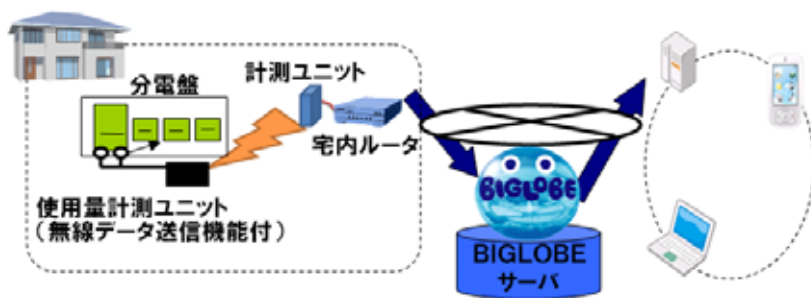 分電盤
計測ユニット
宅内ルータ
使用量計測ユニット
（無線データ送信機能付）
BIGLOBE
BIGLOBE
サーバ